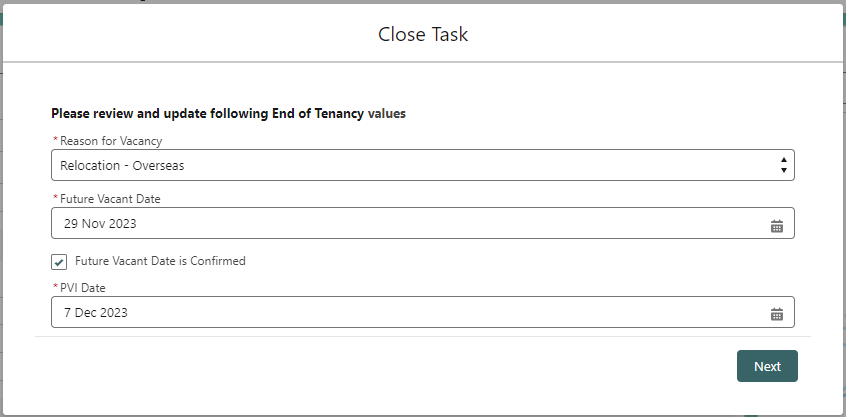 Close Task
Please review and update following End of Tenancy values
* Reason for Vacancy
Relocation - Overseas
* Future Vacant Date
29 Nov 2023
Future Vacant Date is Confirmed
* PVI Date
7 Dec 2023
Next